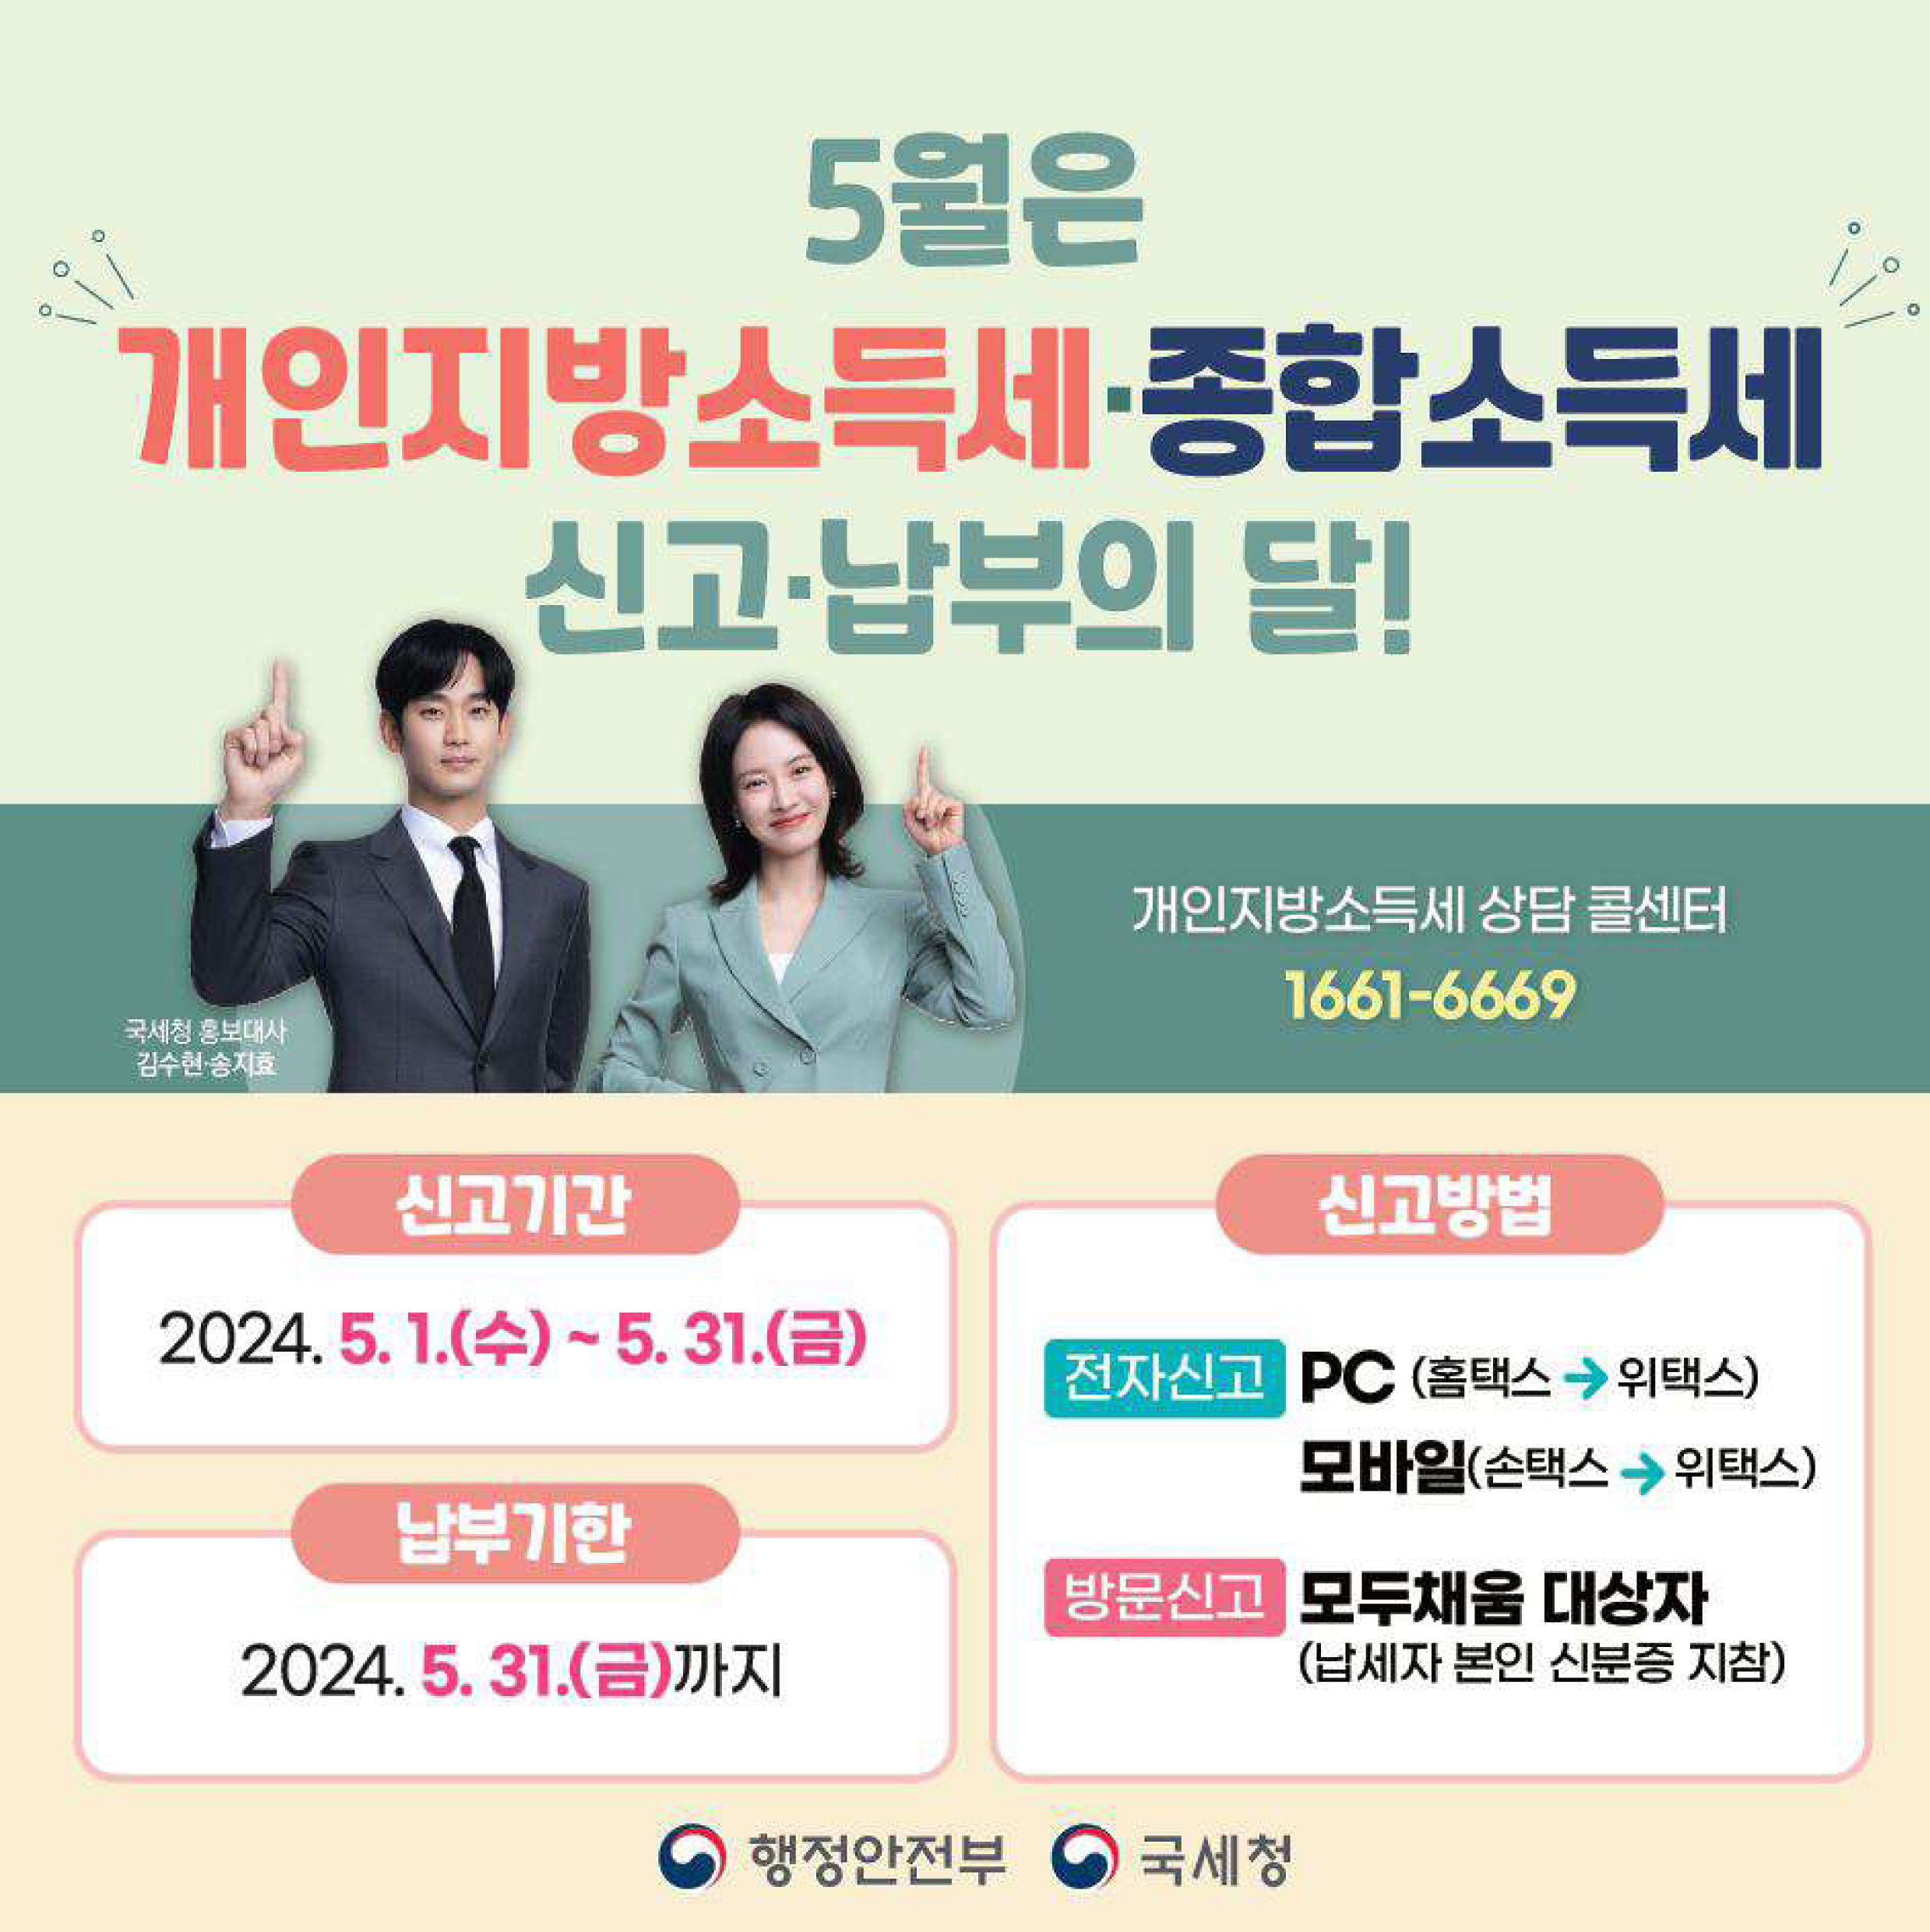 5월은
개인지방소득세·종합소득세
신고·납부의 달!
국세청 홍보대사
김수현·송지효
개인지방소득세 상담 콜센터
1661-6669
신고기간
2024. 5. 1.(수) ~ 5. 31.(금)
납부기한
2024. 5. 31.(금)까지
신고방법
전자신고 PC (홈택스 → 위택스)
모바일(손택스 → 위택스)
방문신고 모두채움 대상자
(납세자 본인 신분증 지참)
행정안전부 국세청